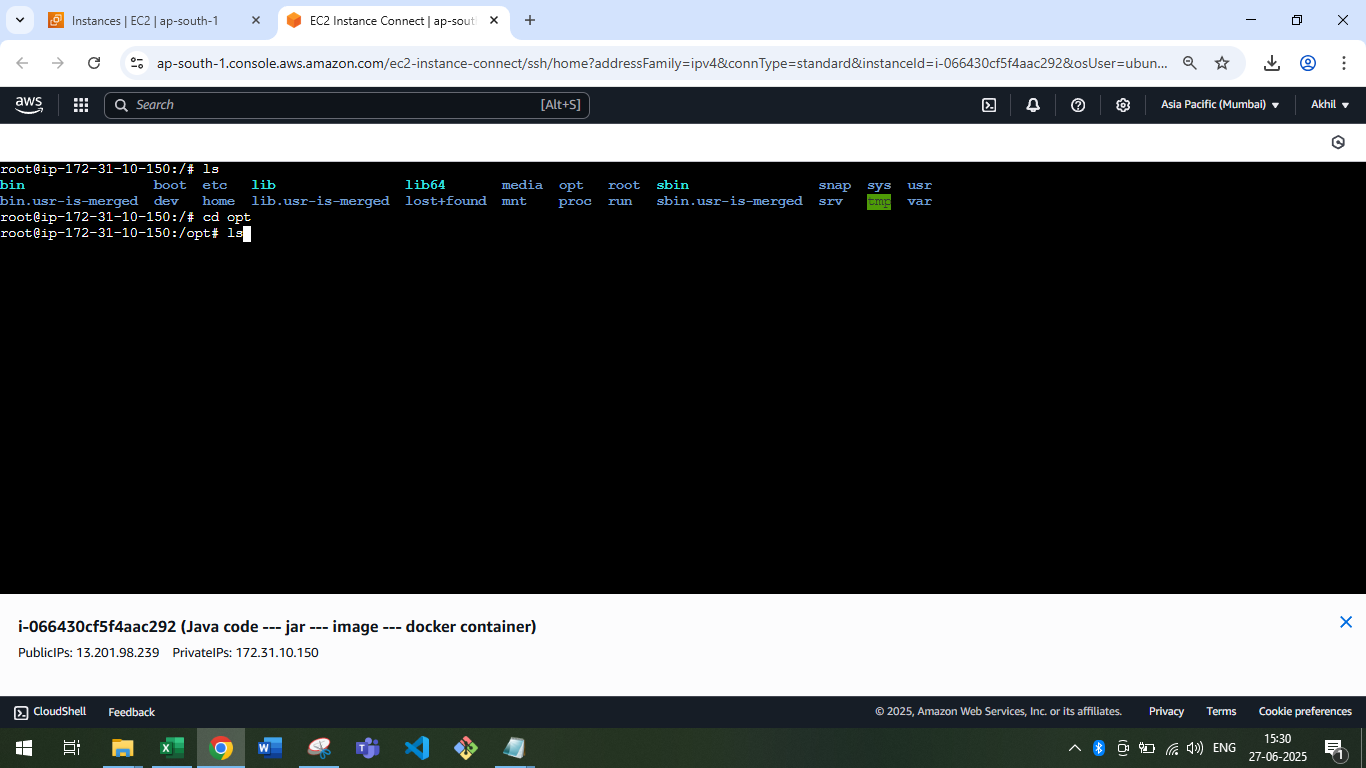 Instances | EC2 | ap-south-1
EC2 Instance Connect | ap-sout
ap-south-1.console.aws.amazon.com/ec2-instance-connect/ssh/home?addressFamily=ipv4&connType=standard&instanceId=i-066430cf5f4aac292&osUser=ubun...
aws Search [Alt+S] Asia Pacific (Mumbai) Akhil
root@ip-172-31-10-150:/# ls
bin boot etc lib lib64 media opt root sbin snap sys usr
bin.usr-is-merged dev home lib.usr-is-merged lost+found mnt proc run sbin.usr-is-merged srv tmp var
root@ip-172-31-10-150:/# cd opt
root@ip-172-31-10-150:/opt# ls
i-066430cf5f4aac292 (Java code --- jar --- image --- docker container)
PublicIPs: 13.201.98.239 PrivateIPs: 172.31.10.150
CloudShell Feedback © 2025, Amazon Web Services, Inc. or its affiliates. Privacy Terms Cookie preferences
ENG 15:30
27-06-2025 1